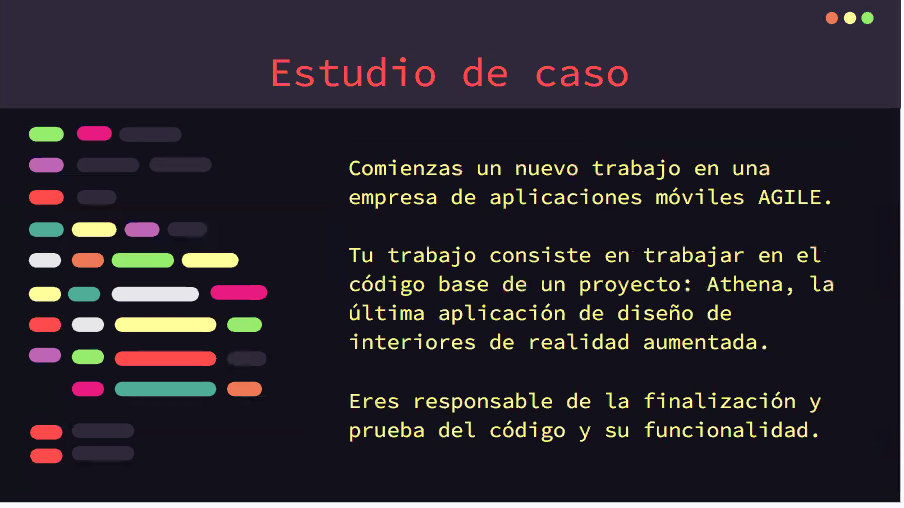 Estudio de caso
Comienzas un nuevo trabajo en una
empresa de aplicaciones móviles AGILE.
Tu trabajo consiste en trabajar en el
código base de un proyecto: Athena, la
última aplicación de diseño de
interiores de realidad aumentada.
Eres responsable de la finalización y
prueba del código y su funcionalidad.